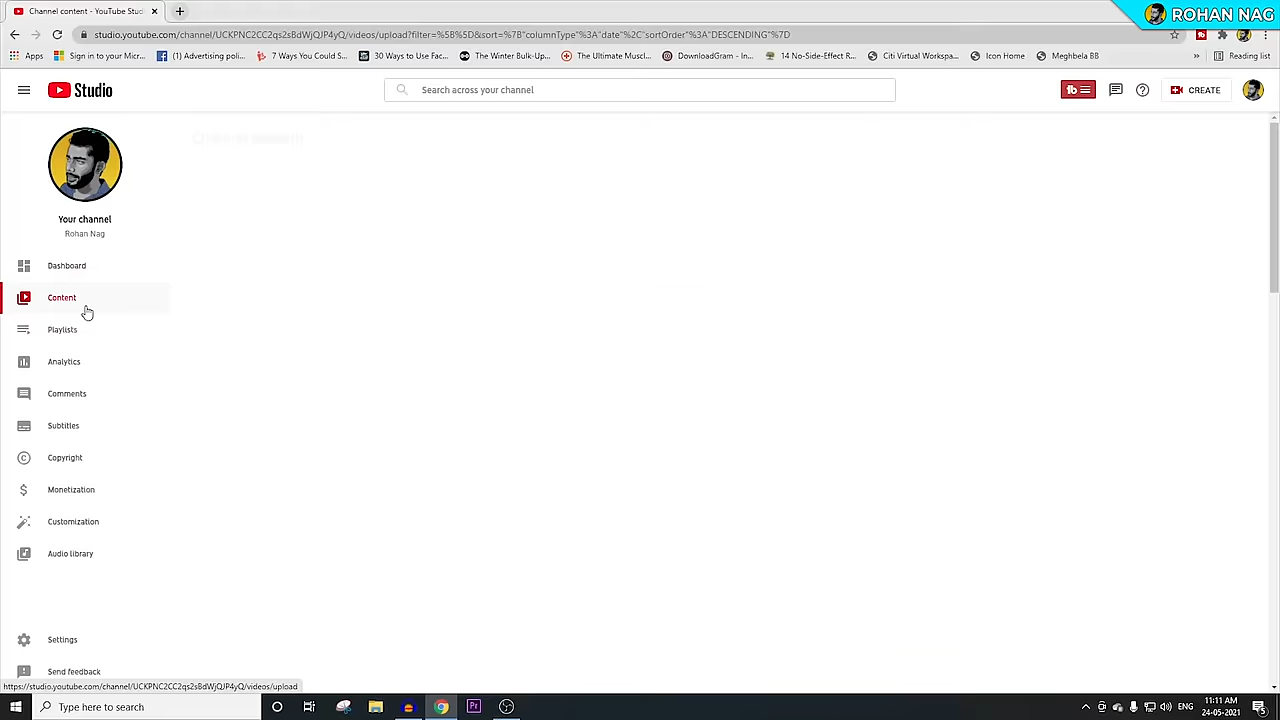 Channel content - YouTube Studi
ROHAN NAG
studio.youtube.com/channel/UCKPNC2CC2qs2sBdWjQJP4yQ/videos/upload?filter=%5B%5D&sort=%7B"columnType"%3A"date"%2C"sortOrder"%3A"DESCENDING"%7D
Apps
Sign in to your Micr...
(1) Advertising poli...
7 Ways You Could S...
30 Ways to Use Fac...
The Winter Bulk-Up...
The Ultimate Muscl...
DownloadGram - In...
14 No-Side-Effect R...
Citi Virtual Workspa...
Icon Home
Meghbela BB
»
Reading list
Studio
Search across your channel
tb
CREATE
Your channel
Rohan Nag
Dashboard
Content
Playlists
Analytics
Comments
Subtitles
Copyright
Monetization
Customization
Audio library
Settings
Send feedback
https://studio.youtube.com/channel/UCKPNC2CC2qs2sBdWjQJP4yQ/videos/upload
Type here to search
Pr
ENG
11:11 AM
24-05-2021